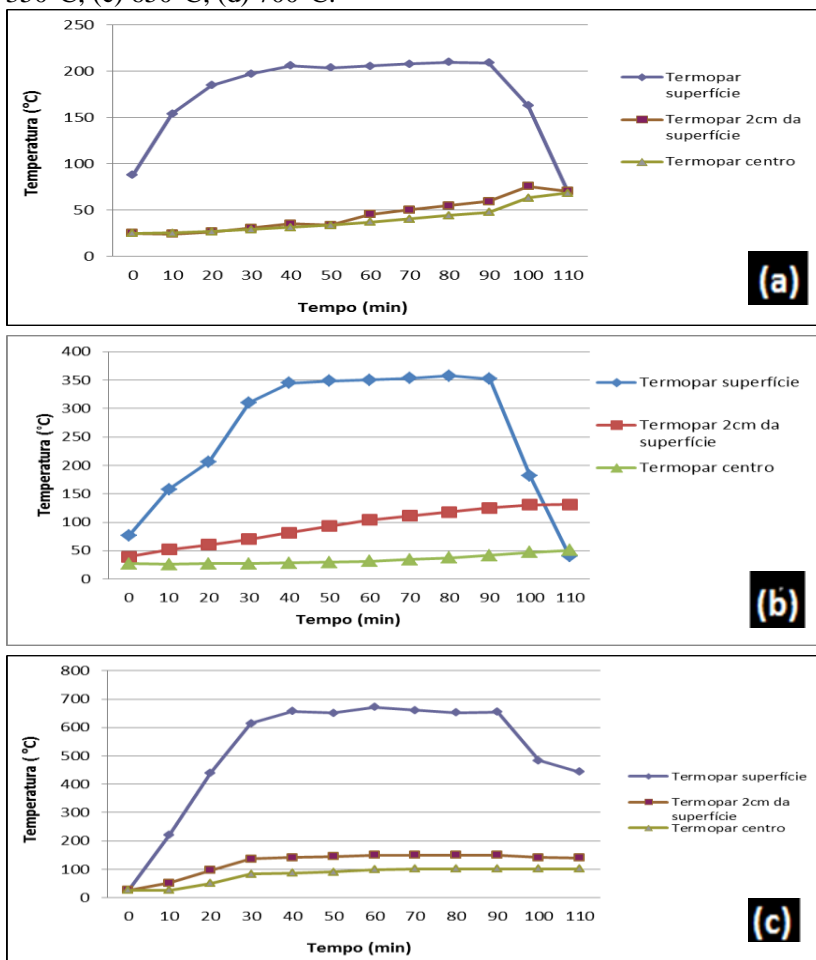 550°C; (c) 650°C; (d) 700°C.
250
200
150
100
50
0
Temperatura (°C)
0 10 20 30 40 50 60 70 80 90 100 110
Tempo (min)
Termopar superfície
Termopar 2cm da superfície
Termopar centro
(a)
400
350
300
250
200
150
100
50
0
Temperatura (°C)
0 10 20 30 40 50 60 70 80 90 100 110
Tempo (min)
Termopar superfície
Termopar 2cm da
superfície
Termopar centro
(b)
800
700
600
500
400
300
200
100
0
Temperatura (°C)
0 10 20 30 40 50 60 70 80 90 100 110
Tempo (min)
Termopar superfície
Termopar 2cm da
superfície
Termopar centro
(c)